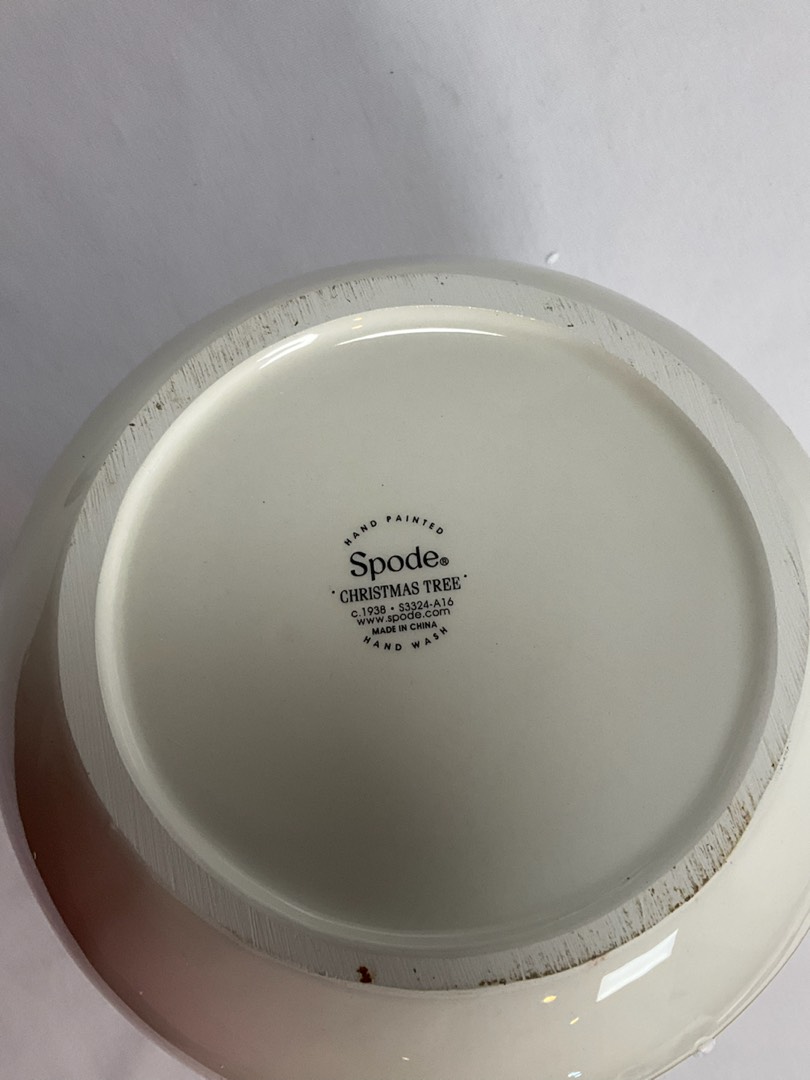 HAND PAINTED
Spode®
· CHRISTMAS TREE ·
c.1938 • S3324-A16
www.spode.com
MADE IN CHINA
HAND WASH